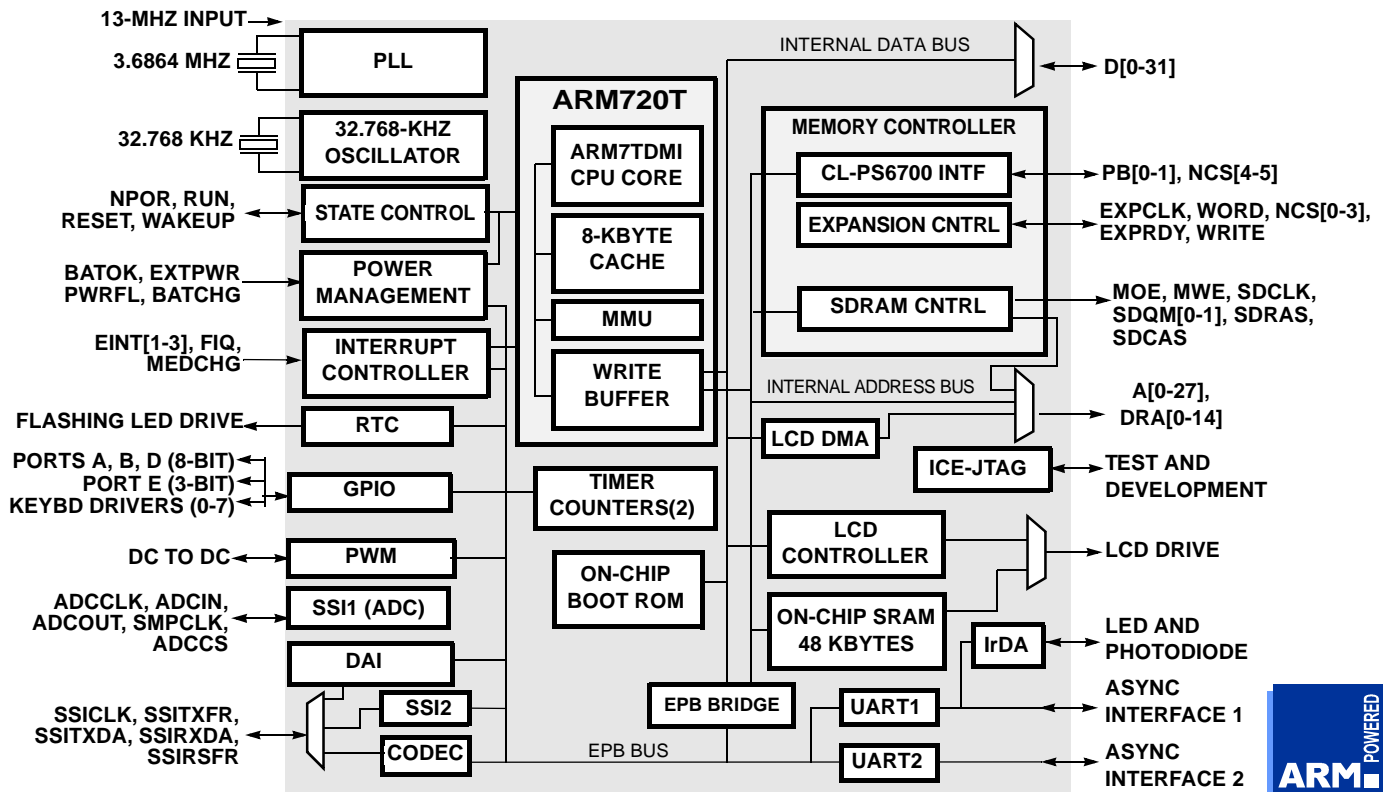 13-MHZ INPUT
3.6864 MHZ
PLL
32.768 KHZ
32.768-KHZ
OSCILLATOR
NPOR, RUN,
RESET, WAKEUP
STATE CONTROL
BATOK, EXTPWR
PWRFL, BATCHG
POWER
MANAGEMENT
EINT[1-3], FIQ,
MEDCHG
INTERRUPT
CONTROLLER
FLASHING LED DRIVE
RTC
PORTS A, B, D (8-BIT)
PORT E (3-BIT)
KEYBD DRIVERS (0-7)
GPIO
DC TO DC
PWM
ADCCLK, ADCIN,
ADCOUT, SMPCLK,
ADCCS
SSI1 (ADC)
DAI
SSICLK, SSITXFR,
SSITXDA, SSIRXDA,
SSIRSFR
SSI2
CODEC
ARM720T
ARM7TDMI
CPU CORE
8-KBYTE
CACHE
MMU
WRITE
BUFFER
TIMER
COUNTERS(2)
ON-CHIP
BOOT ROM
EPB BUS
EPB BRIDGE
INTERNAL DATA BUS
D[0-31]
MEMORY CONTROLLER
CL-PS6700 INTF
PB[0-1], NCS[4-5]
EXPANSION CNTRL
EXPCLK, WORD, NCS[0-3],
EXPRDY, WRITE
SDRAM CNTRL
MOE, MWE, SDCLK,
SDQM[0-1], SDRAS,
SDCAS
INTERNAL ADDRESS BUS
A[0-27],
DRA[0-14]
LCD DMA
ICE-JTAG
TEST AND
DEVELOPMENT
LCD
CONTROLLER
LCD DRIVE
ON-CHIP SRAM
48 KBYTES
IrDA
LED AND
PHOTODIODE
UART1
ASYNC
INTERFACE 1
UART2
ASYNC
INTERFACE 2
ARM
POWERED